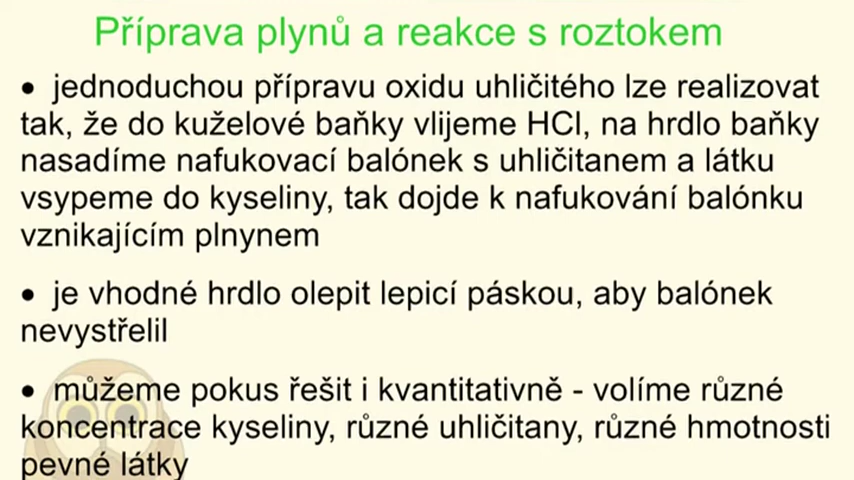 Příprava plynů a reakce s roztokem
• jednoduchou přípravu oxidu uhličitého lze realizovat
tak, že do kuželové baňky vlijeme HCl, na hrdlo baňky
nasadíme nafukovací balónek s uhličitanem a látku
vsypeme do kyseliny, tak dojde k nafukování balónku
vznikajícím plnynem
• je vhodné hrdlo olepit lepicí páskou, aby balónek
nevystřelil
• můžeme pokus řešit i kvantitativně - volíme různé
koncentrace kyseliny, různé uhličitany, různé hmotnosti
pevné látky